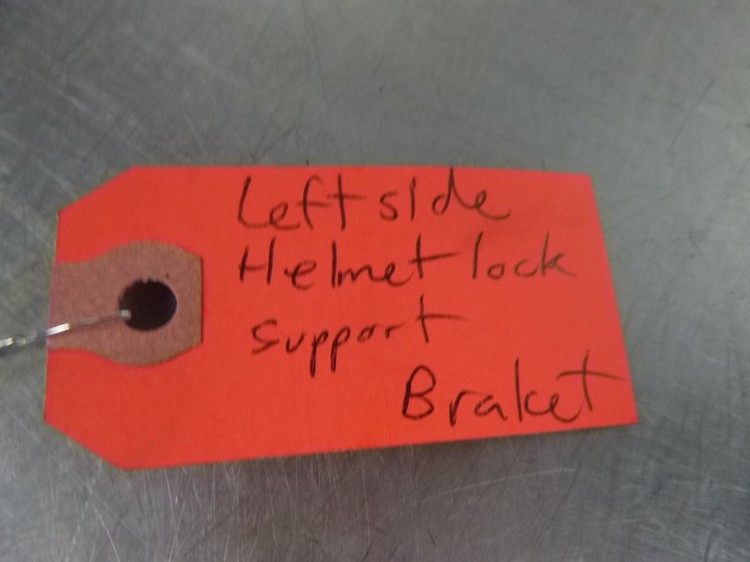 Left side
Helmet lock
support
Braket